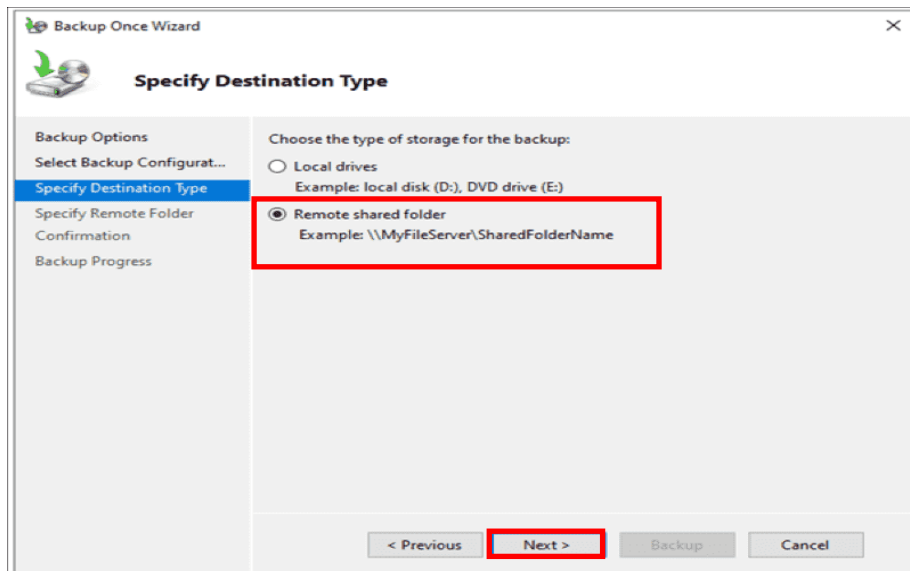 Backup Once Wizard
Specify Destination Type
Backup Options
Select Backup Configurat...
Specify Destination Type
Specify Remote Folder
Confirmation
Backup Progress
Choose the type of storage for the backup:
Local drives
Example: local disk (D:), DVD drive (E:)
Remote shared folder
Example: \\MyFileServer\SharedFolderName
< Previous
Next >
Backup
Cancel